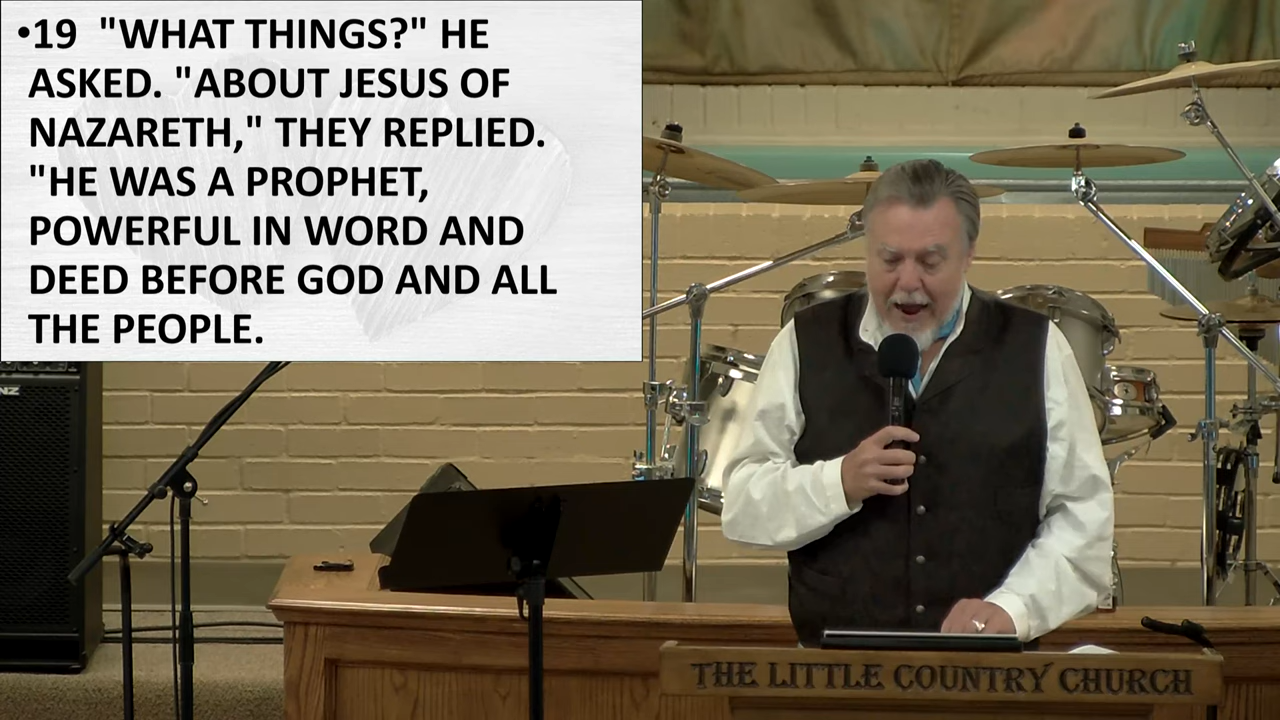 •19 "WHAT THINGS?" HE
ASKED. "ABOUT JESUS OF
NAZARETH," THEY REPLIED.
"HE WAS A PROPHET,
POWERFUL IN WORD AND
DEED BEFORE GOD AND ALL
THE PEOPLE.
NZ
THE LITTLE COUNTRY CHURCH